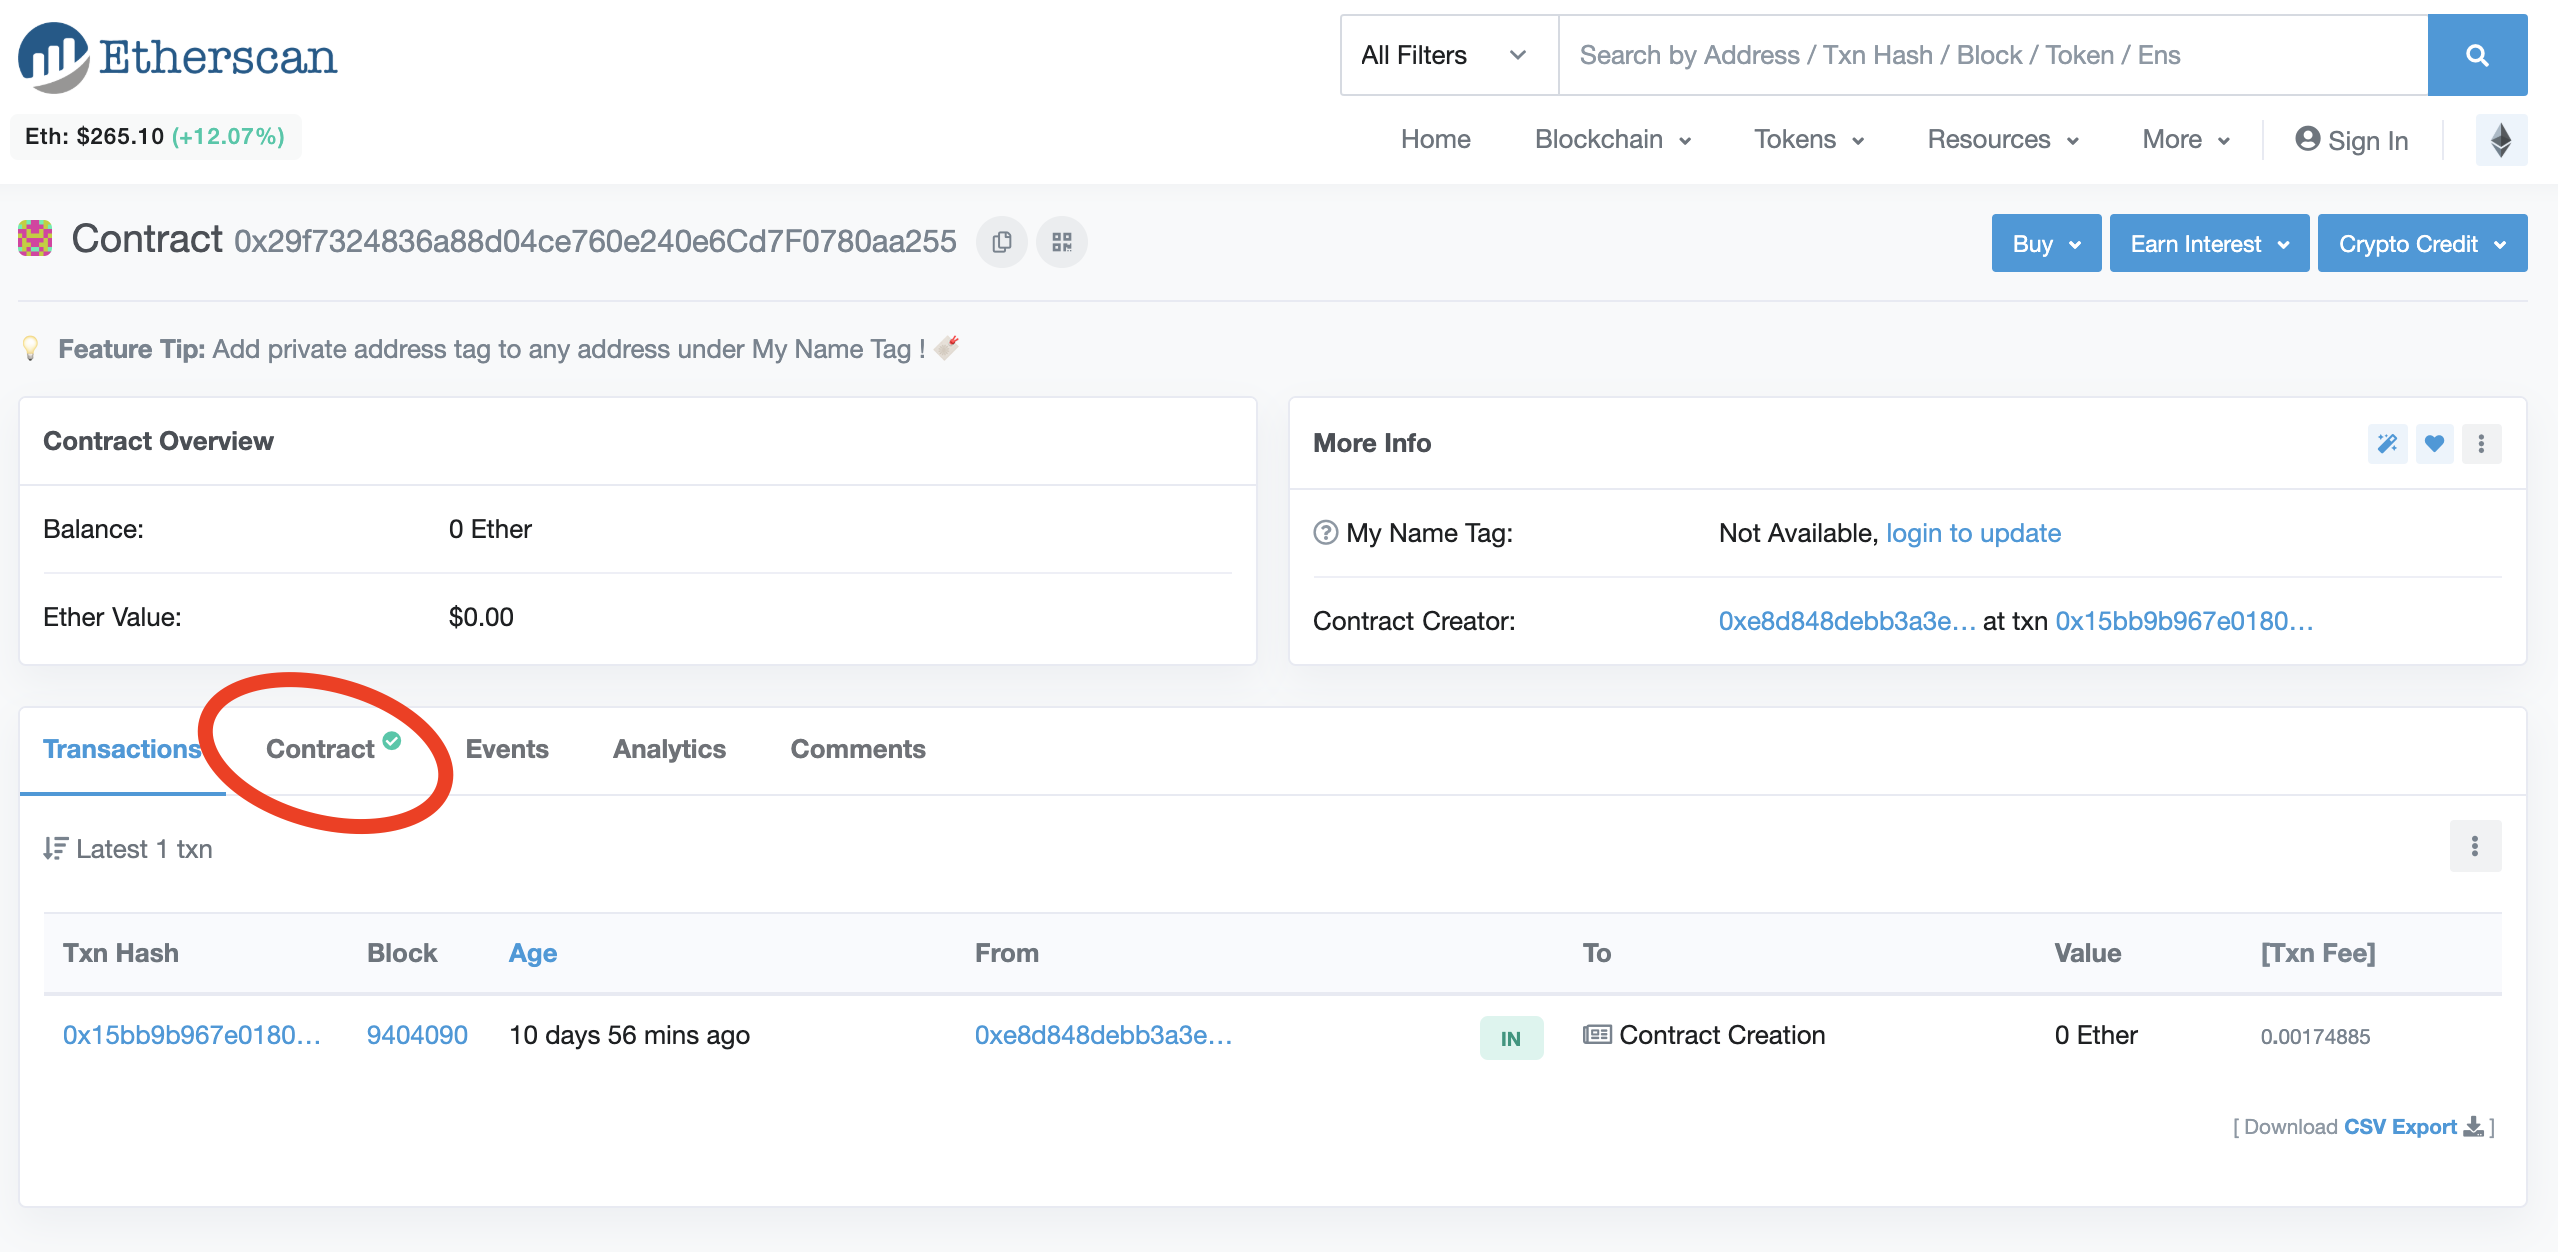 Etherscan
All Filters
Search by Address / Txn Hash / Block / Token / Ens
Eth: $265.10 (+12.07%)
Home Blockchain Tokens Resources More Sign In
Contract 0x29f7324836a88d04ce760e240e6Cd7F0780aa255
Buy Earn Interest Crypto Credit
Feature Tip: Add private address tag to any address under My Name Tag !
Contract Overview
Balance: 0 Ether
Ether Value: $0.00
More Info
My Name Tag: Not Available, login to update
Contract Creator: 0xe8d848debb3a3e... at txn 0x15bb9b967e0180...
Transactions Contract Events Analytics Comments
Latest 1 txn
Txn Hash Block Age From To Value [Txn Fee]
0x15bb9b967e0180... 9404090 10 days 56 mins ago 0xe8d848debb3a3e... IN Contract Creation 0 Ether 0.00174885
[ Download CSV Export ]